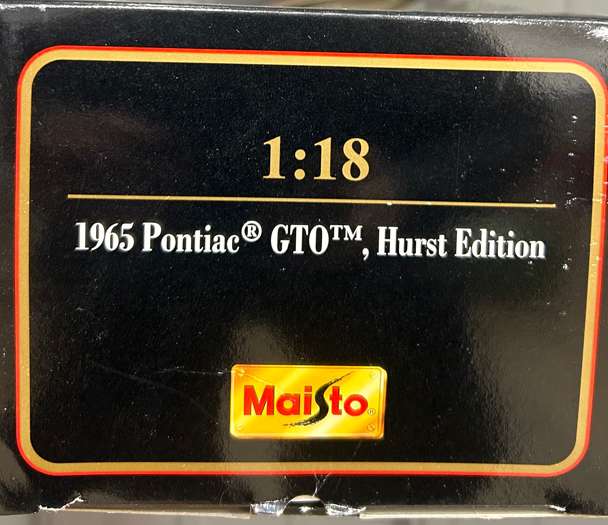 1:18
1965 Pontiac® GTO™, Hurst Edition
Maisto®